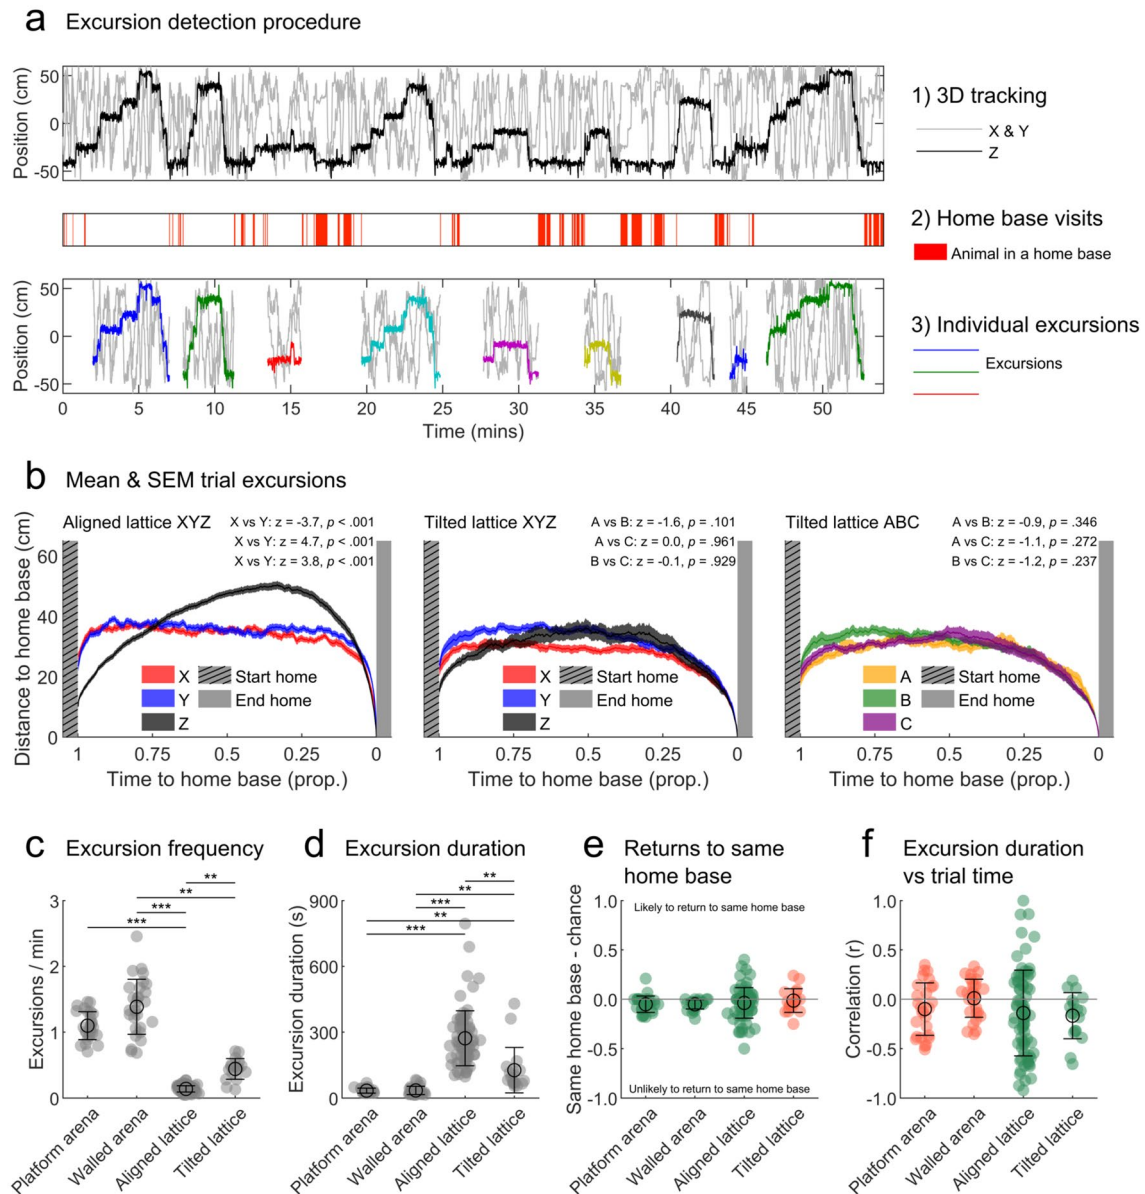 a Excursion detection procedure
Position (cm)
50
0
-50
1) 3D tracking
X & Y
Z
2) Home base visits
Animal in a home base
Position (cm)
50
0
-50
0 5 10 15 20 25 30 35 40 45 50
Time (mins)
3) Individual excursions
Excursions
b Mean & SEM trial excursions
Distance to home base (cm)
60
40
20
0
Aligned lattice XYZ
X vs Y: z = -3.7, p < .001
X vs Y: z = 4.7, p < .001
X vs Y: z = 3.8, p < .001
X Start home
Y End home
Z
1 0.75 0.5 0.25 0
Time to home base (prop.)
Tilted lattice XYZ
A vs B: z = -1.6, p = .101
A vs C: z = 0.0, p = .961
B vs C: z = -0.1, p = .929
X Start home
Y End home
Z
1 0.75 0.5 0.25 0
Time to home base (prop.)
Tilted lattice ABC
A vs B: z = -0.9, p = .346
A vs C: z = -1.1, p = .272
B vs C: z = -1.2, p = .237
A Start home
B End home
C
1 0.75 0.5 0.25 0
Time to home base (prop.)
c Excursion frequency
**
**
***
***
Excursions / min
3
2
1
0
Platform arena
Walled arena
Aligned lattice
Tilted lattice
d Excursion duration
**
**
***
**
***
Excursion duration (s)
900
600
300
0
Platform arena
Walled arena
Aligned lattice
Tilted lattice
e Returns to same
home base
Same home base - chance
1.0
0.5
0.0
-0.5
-1.0
Likely to return to same home base
Unlikely to return to same home base
Platform arena
Walled arena
Aligned lattice
Tilted lattice
f Excursion duration
vs trial time
Correlation (r)
1.0
0.5
0.0
-0.5
-1.0
Platform arena
Walled arena
Aligned lattice
Tilted lattice